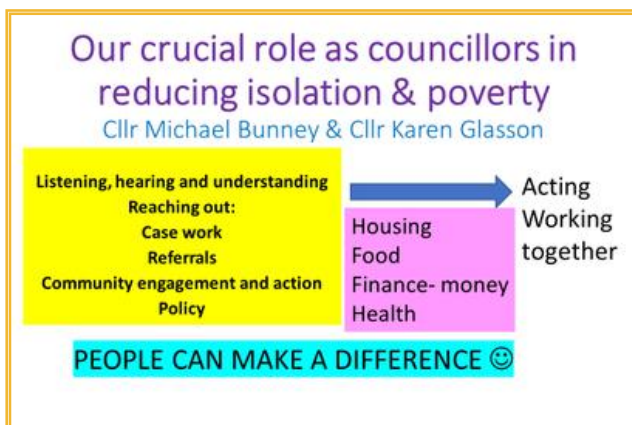 Our crucial role as councillors in
reducing isolation & poverty
Cllr Michael Bunney & Cllr Karen Glasson
Listening, hearing and understanding
Reaching out:
Case work
Referrals
Community engagement and action
Policy
Housing
Food
Finance- money
Health
Acting
Working
together
PEOPLE CAN MAKE A DIFFERENCE ☺